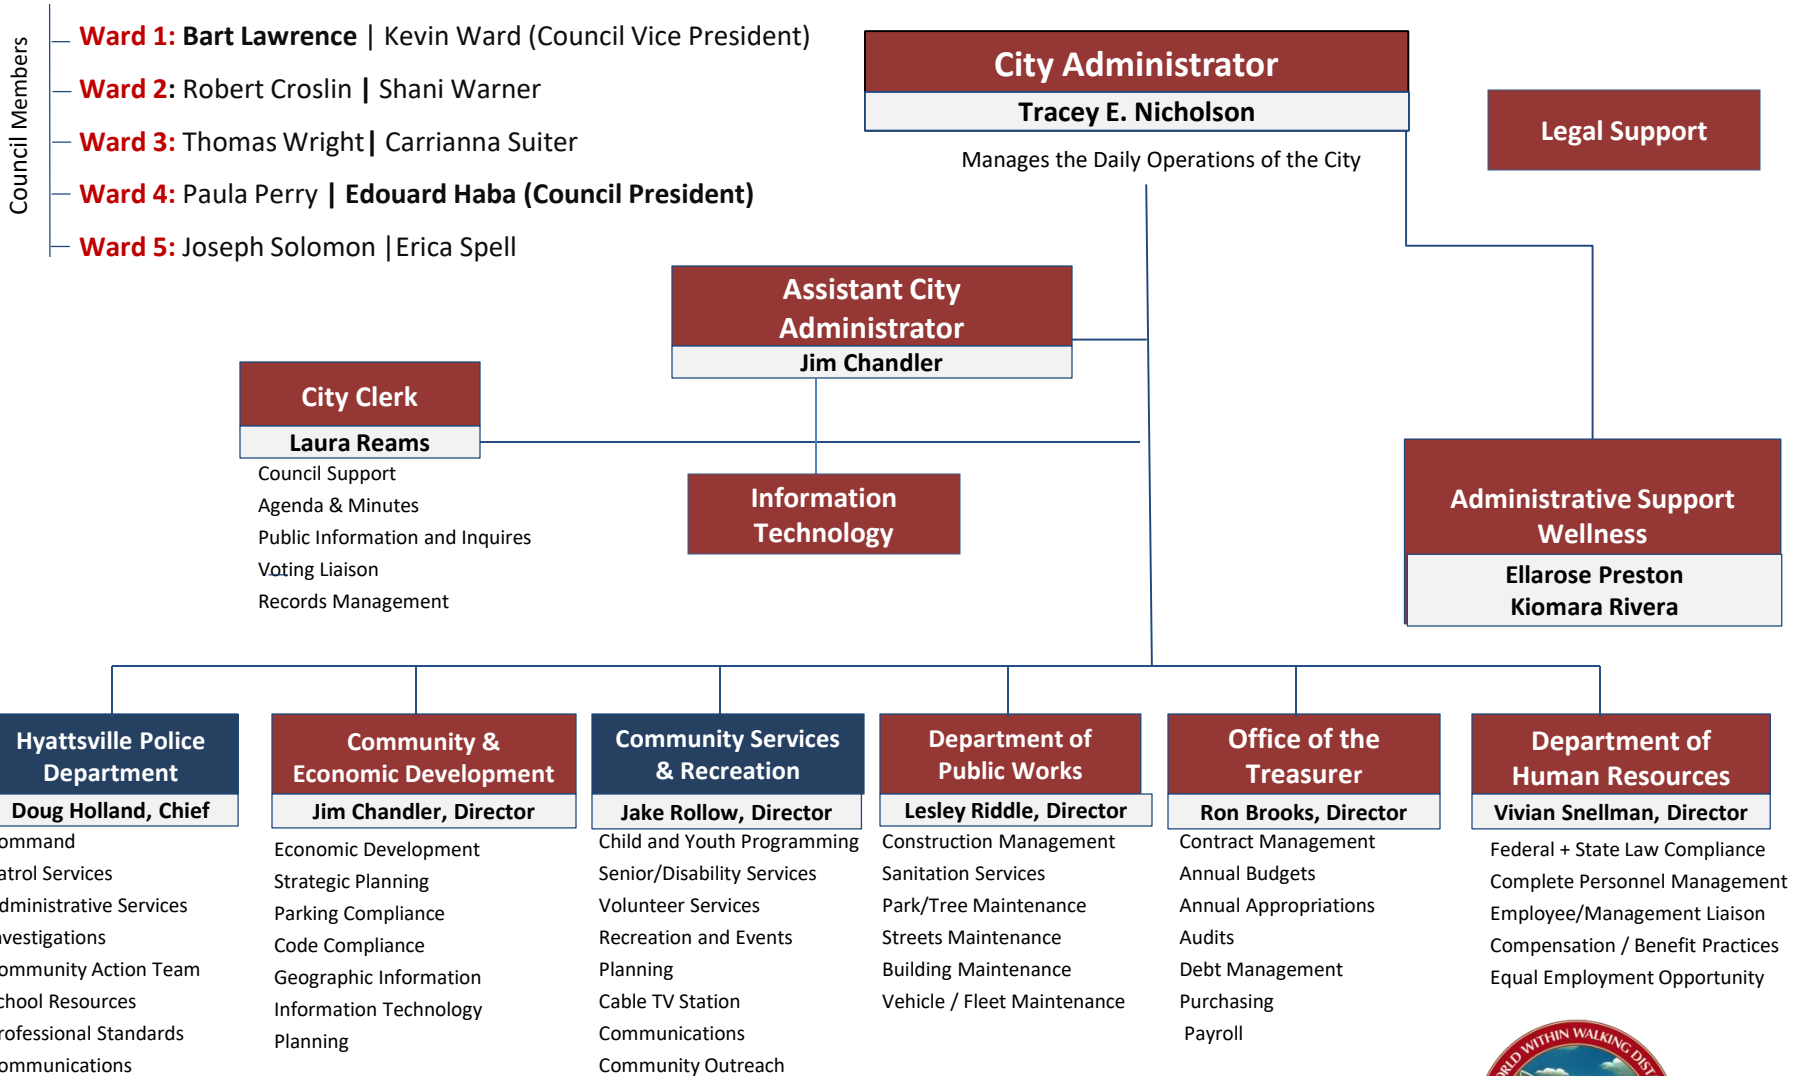 Council Members
Ward 1: Bart Lawrence | Kevin Ward (Council Vice President)
Ward 2: Robert Croslin | Shani Warner
Ward 3: Thomas Wright| Carrianna Suiter
Ward 4: Paula Perry | Edouard Haba (Council President)
Ward 5: Joseph Solomon |Erica Spell
City Administrator
Tracey E. Nicholson
Manages the Daily Operations of the City
Legal Support
Assistant City
Administrator
Jim Chandler
City Clerk
Laura Reams
Council Support
Agenda & Minutes
Public Information and Inquires
Voting Liaison
Records Management
Information
Technology
Administrative Support
Wellness
Ellarose Preston
Kiomara Rivera
Hyattsville Police
Department
Doug Holland, Chief
ommand
atrol Services
dministrative Services
vestigations
ommunity Action Team
chool Resources
rofessional Standards
ommunications
Community &
Economic Development
Jim Chandler, Director
Economic Development
Strategic Planning
Parking Compliance
Code Compliance
Geographic Information
Information Technology
Planning
Community Services
& Recreation
Jake Rollow, Director
Child and Youth Programming
Senior/Disability Services
Volunteer Services
Recreation and Events
Planning
Cable TV Station
Communications
Community Outreach
Department of
Public Works
Lesley Riddle, Director
Construction Management
Sanitation Services
Park/Tree Maintenance
Streets Maintenance
Building Maintenance
Vehicle / Fleet Maintenance
Office of the
Treasurer
Ron Brooks, Director
Contract Management
Annual Budgets
Annual Appropriations
Audits
Debt Management
Purchasing
Payroll
Department of
Human Resources
Vivian Snellman, Director
Federal + State Law Compliance
Complete Personnel Management
Employee/Management Liaison
Compensation / Benefit Practices
Equal Employment Opportunity
ORLD WITHIN WALKING DIS